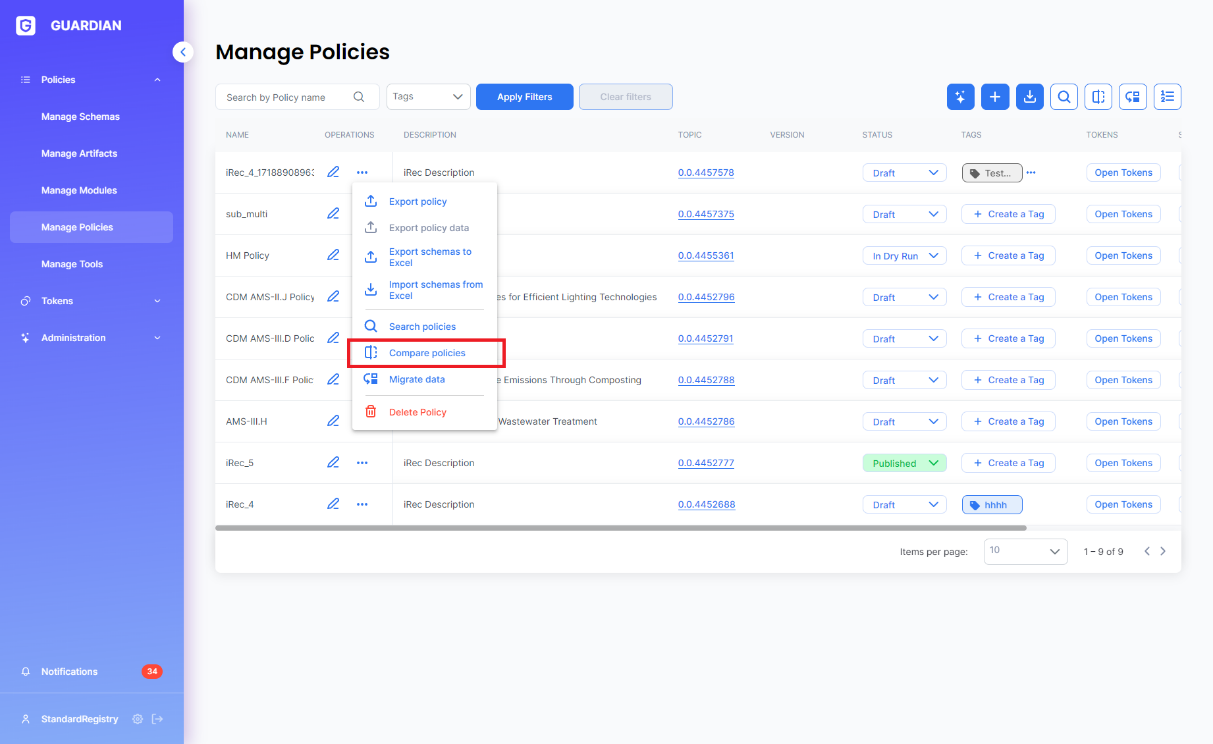 GUARDIAN
Policies
Manage Schemas
Manage Artifacts
Manage Modules
Manage Policies
Manage Tools
Tokens
Administration
Notifications 34
StandardRegistry
Manage Policies
Search by Policy name Tags Apply Filters Clear filters
NAME OPERATIONS DESCRIPTION TOPIC VERSION STATUS TAGS TOKENS
iRec_4_17188908963 iRec Description 0.0.4457578 Draft Test... Open Tokens
sub_multi 0.0.4457375 Draft + Create a Tag Open Tokens
HM Policy 0.0.4455361 In Dry Run + Create a Tag Open Tokens
CDM AMS-II.J Policy es for Efficient Lighting Technologies 0.0.4452796 Draft + Create a Tag Open Tokens
CDM AMS-III.D Polic 0.0.4452791 Draft + Create a Tag Open Tokens
CDM AMS-III.F Polic e Emissions Through Composting 0.0.4452788 Draft + Create a Tag Open Tokens
AMS-III.H Wastewater Treatment 0.0.4452786 Draft + Create a Tag Open Tokens
iRec_5 iRec Description 0.0.4452777 Published + Create a Tag Open Tokens
iRec_4 iRec Description 0.0.4452688 Draft hhhh Open Tokens
Export policy
Export policy data
Export schemas to
Excel
Import schemas from
Excel
Search policies
Compare policies
Migrate data
Delete Policy
Items per page: 10 1 – 9 of 9